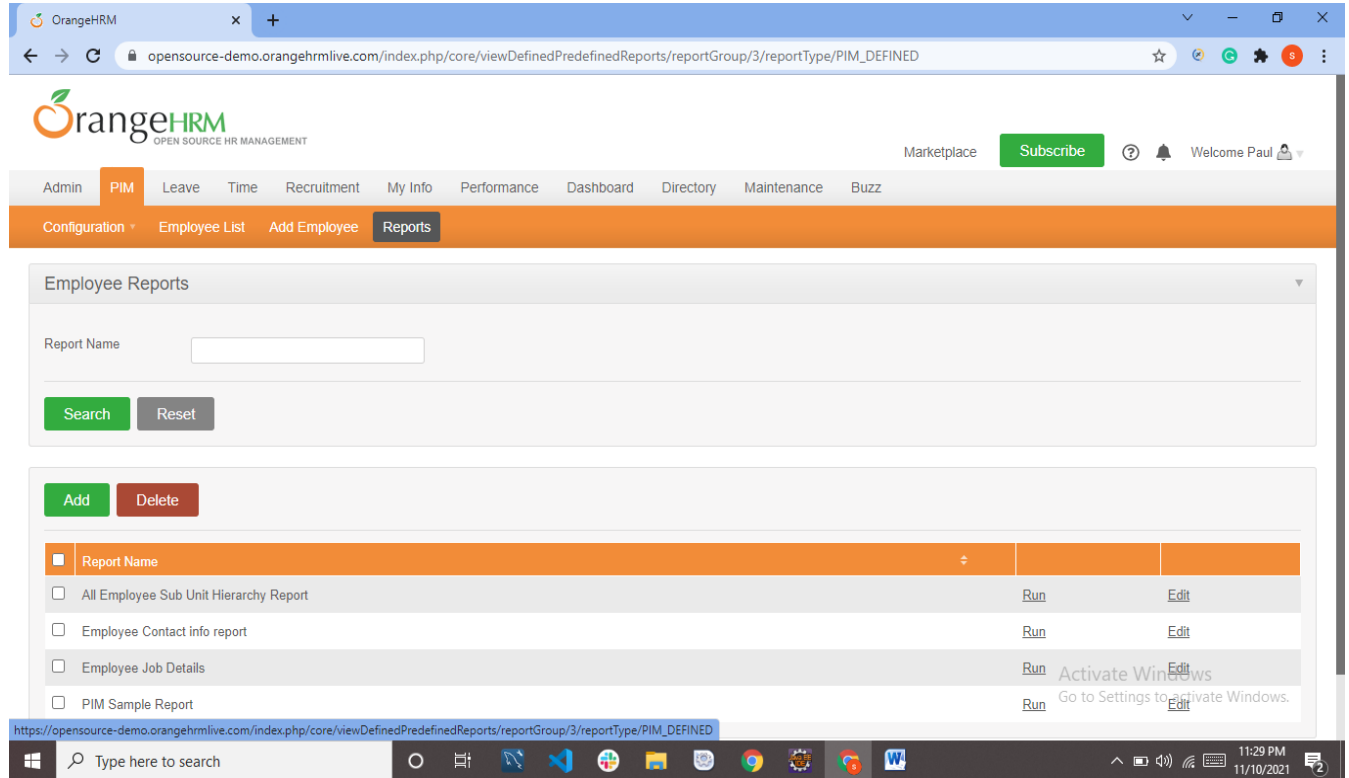 OrangeHRM
opensource-demo.orangehrmlive.com/index.php/core/viewDefinedPredefinedReports/reportGroup/3/reportType/PIM_DEFINED
S
OrangeHRM
OPEN SOURCE HR MANAGEMENT
Marketplace Subscribe ? Welcome Paul
Admin PIM Leave Time Recruitment My Info Performance Dashboard Directory Maintenance Buzz
Configuration Employee List Add Employee Reports
Employee Reports
Report Name
Search Reset
Add Delete
Report Name
All Employee Sub Unit Hierarchy Report Run Edit
Employee Contact info report Run Edit
Employee Job Details Run Edit
PIM Sample Report Run Edit
Activate Windows
Go to Settings to activate Windows.
https://opensource-demo.orangehrmlive.com/index.php/core/viewDefinedPredefinedReports/reportGroup/3/reportType/PIM_DEFINED
Type here to search
11:29 PM
11/10/2021
2